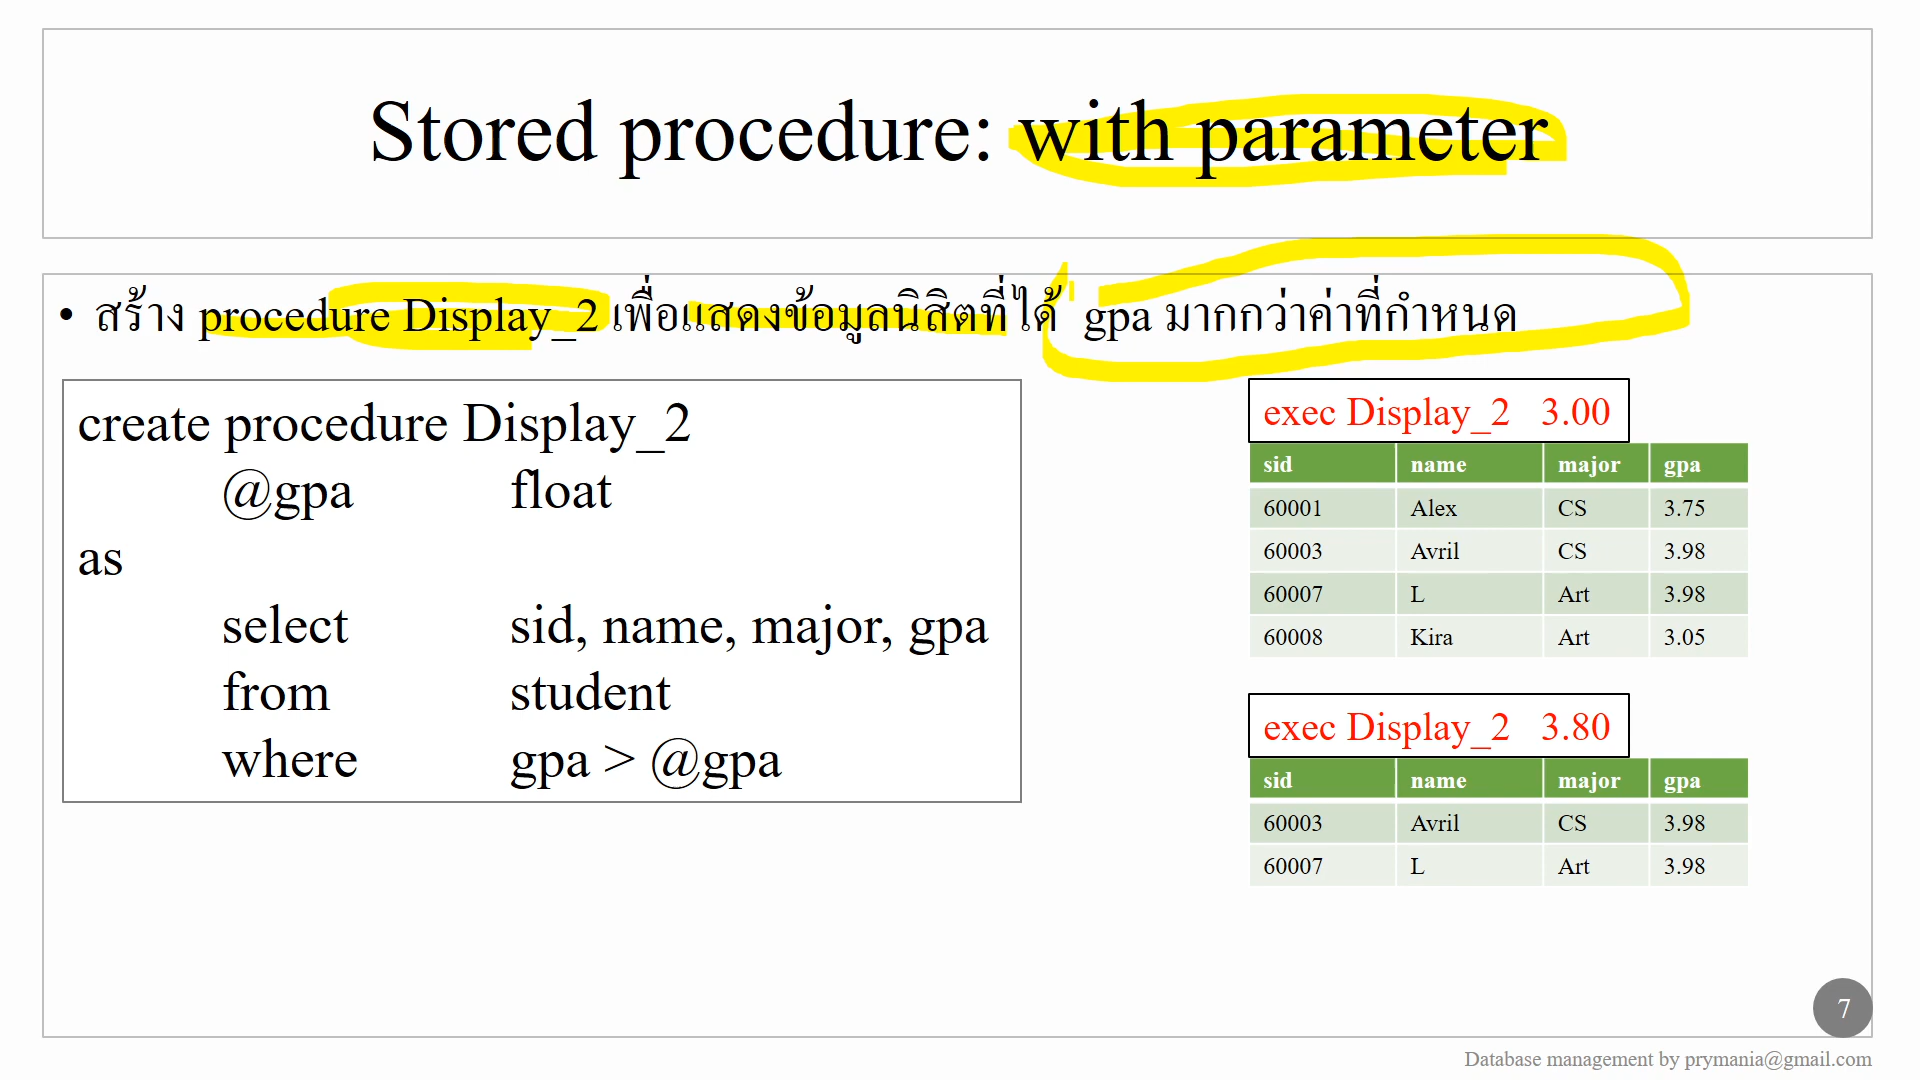 Stored procedure: with parameter
• สร้าง procedure Display_2 เพื่อแสดงข้อมูลนิสิตที่ได้ gpa มากกว่าค่าที่กำหนด
create procedure Display_2
@gpa float
as
select sid, name, major, gpa
from student
where gpa > @gpa
exec Display_2 3.00
sid name major gpa
60001 Alex CS 3.75
60003 Avril CS 3.98
60007 L Art 3.98
60008 Kira Art 3.05
exec Display_2 3.80
sid name major gpa
60003 Avril CS 3.98
60007 L Art 3.98
7
Database management by prymania@gmail.com